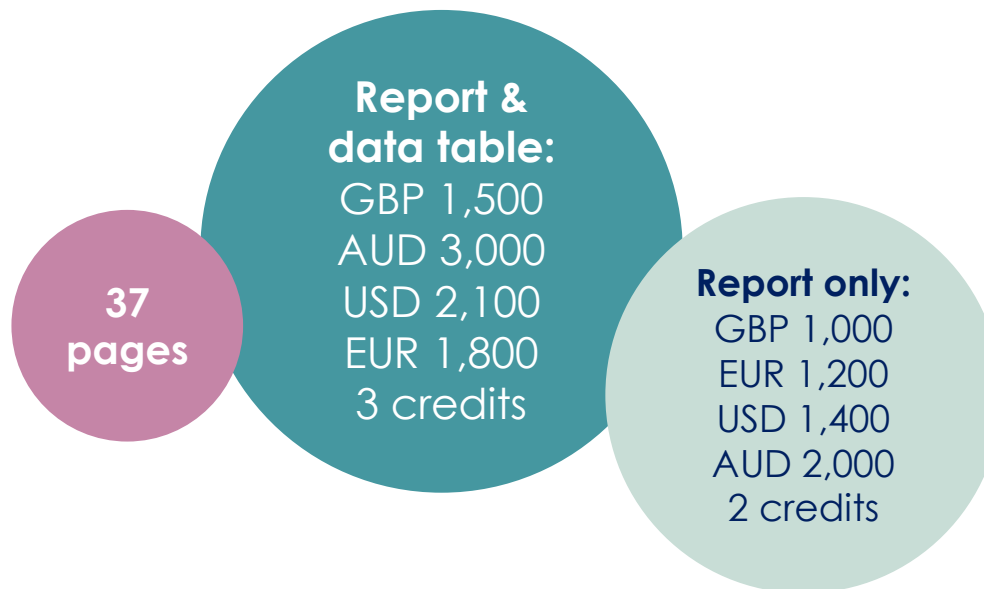 37
pages
Report &
data table:
GBP 1,500
AUD 3,000
USD 2,100
EUR 1,800
3 credits
Report only:
GBP 1,000
EUR 1,200
USD 1,400
AUD 2,000
2 credits